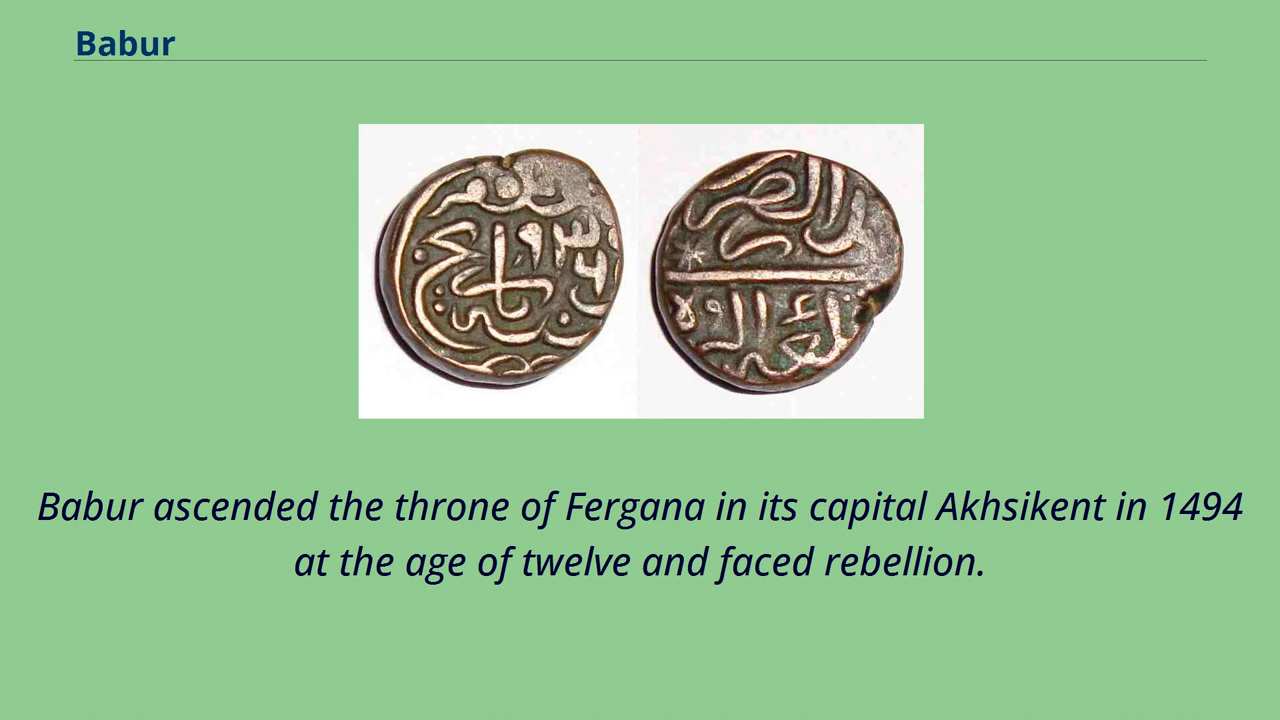 Babur
Babur ascended the throne of Fergana in its capital Akhsikent in 1494
at the age of twelve and faced rebellion.